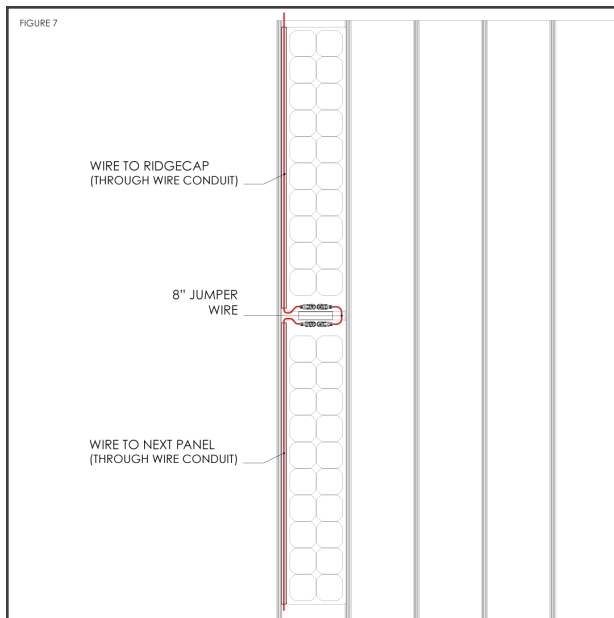 FIGURE 7
WIRE TO RIDGECAP
(THROUGH WIRE CONDUIT)
8" JUMPER
WIRE
WIRE TO NEXT PANEL
(THROUGH WIRE CONDUIT)